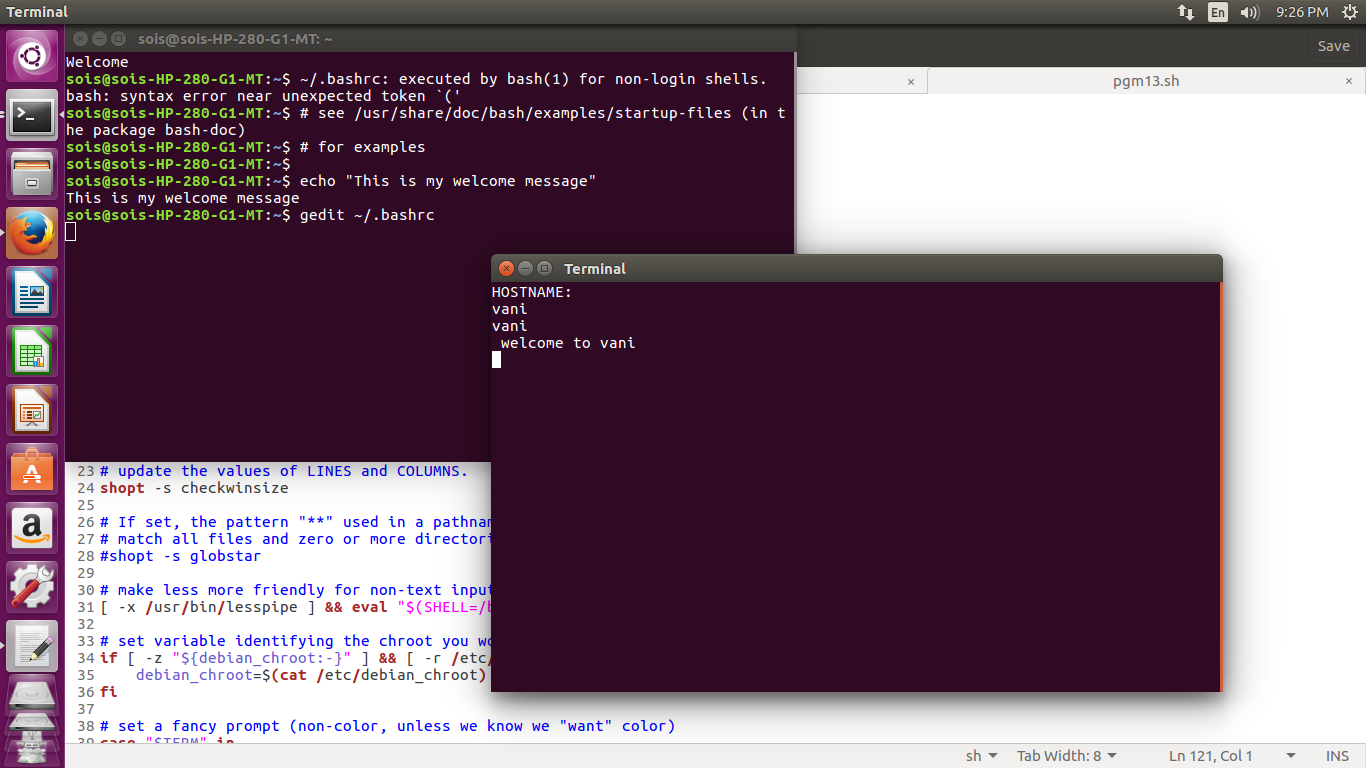 Terminal
En
9:26 PM
sois@sois-HP-280-G1-MT: ~
Save
Welcome
sois@sois-HP-280-G1-MT:~$ ~/.bashrc: executed by bash(1) for non-login shells.
bash: syntax error near unexpected token `('
sois@sois-HP-280-G1-MT:~$ # see /usr/share/doc/bash/examples/startup-files (in t
he package bash-doc)
sois@sois-HP-280-G1-MT:~$ # for examples
sois@sois-HP-280-G1-MT:~$
sois@sois-HP-280-G1-MT:~$ echo "This is my welcome message"
This is my welcome message
sois@sois-HP-280-G1-MT:~$ gedit ~/.bashrc
× pgm13.sh ×
Terminal
HOSTNAME:
vani
vani
welcome to vani
23 # update the values of LINES and COLUMNS.
24 shopt -s checkwinsize
25
26 # If set, the pattern "**" used in a pathnam
27 # match all files and zero or more directori
28 #shopt -s globstar
29
30 # make less more friendly for non-text input
31 [ -x /usr/bin/lesspipe ] && eval "$(SHELL=/b
32
33 # set variable identifying the chroot you wo
34 if [ -z "${debian_chroot:-}" ] && [ -r /etc/
35 debian_chroot=$(cat /etc/debian_chroot)
36 fi
37
38 # set a fancy prompt (non-color, unless we know we "want" color)
39 case "$TERM" in
sh Tab Width: 8 Ln 121, Col 1 INS